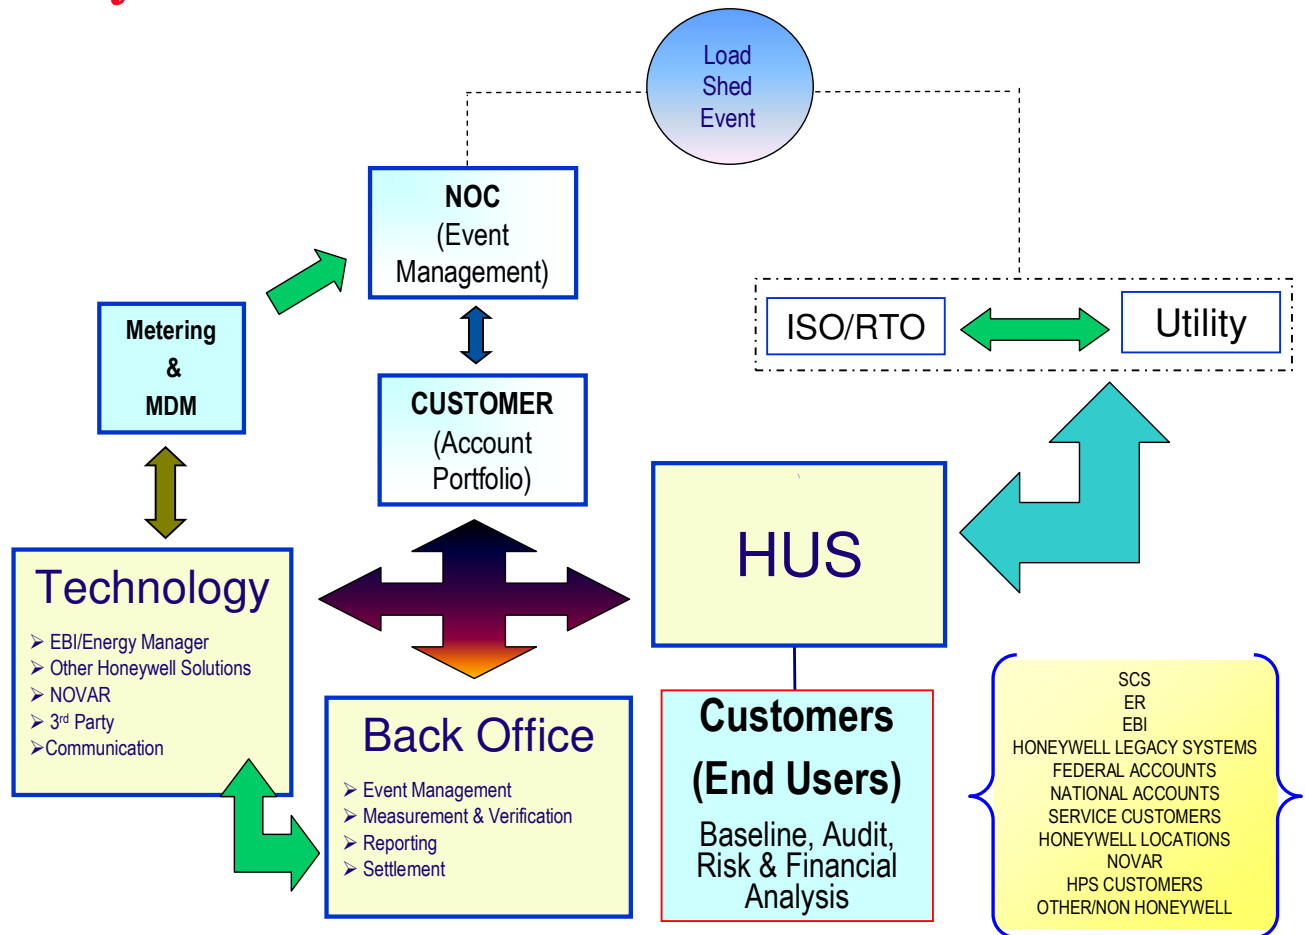 Load
Shed
Event
NOC
(Event
Management)
Metering
&
MDM
CUSTOMER
(Account
Portfolio)
ISO/RTO
Utility
HUS
Technology
➢ EBI/Energy Manager
➢ Other Honeywell Solutions
➢ NOVAR
➢ 3rd Party
➢Communication
Back Office
➢ Event Management
➢ Measurement & Verification
➢ Reporting
➢ Settlement
Customers
(End Users)
Baseline, Audit,
Risk & Financial
Analysis
SCS
ER
EBI
HONEYWELL LEGACY SYSTEMS
FEDERAL ACCOUNTS
NATIONAL ACCOUNTS
SERVICE CUSTOMERS
HONEYWELL LOCATIONS
NOVAR
HPS CUSTOMERS
OTHER/NON HONEYWELL